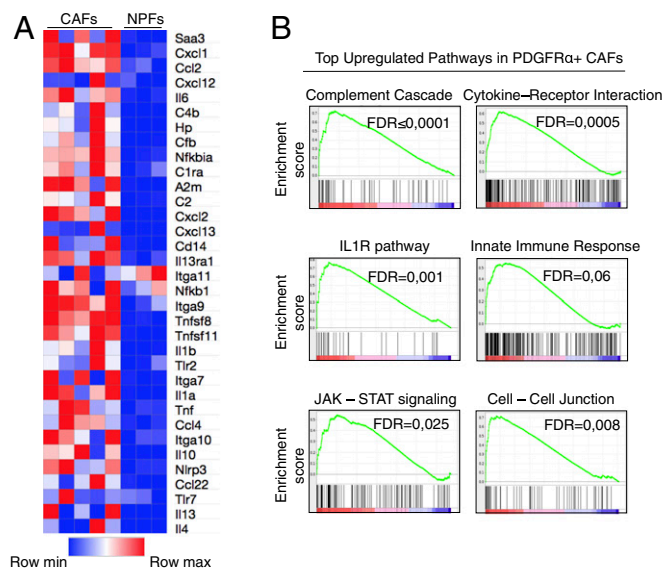 A
CAFs
NPFs
Saa3
Cxcl1
Ccl2
Cxcl12
Il6
C4b
Hp
Cfb
Nfkbia
C1ra
A2m
C2
Cxcl2
Cxcl13
Cd14
Il13ra1
Itga11
Nfkb1
Itga9
Tnfsf8
Tnfsf11
Il1b
Tlr2
Itga7
Il1a
Tnf
Ccl4
Itga10
Il10
Nlrp3
Ccl22
Tlr7
Il13
Il4
Row min
Row max
B
Top Upregulated Pathways in PDGFRα+ CAFs
Complement Cascade
FDR≤0,0001
Cytokine–Receptor Interaction
FDR=0,0005
Enrichment
score
IL1R pathway
FDR=0,001
Innate Immune Response
FDR=0,06
Enrichment
score
JAK – STAT signaling
FDR=0,025
Cell – Cell Junction
FDR=0,008
Enrichment
score